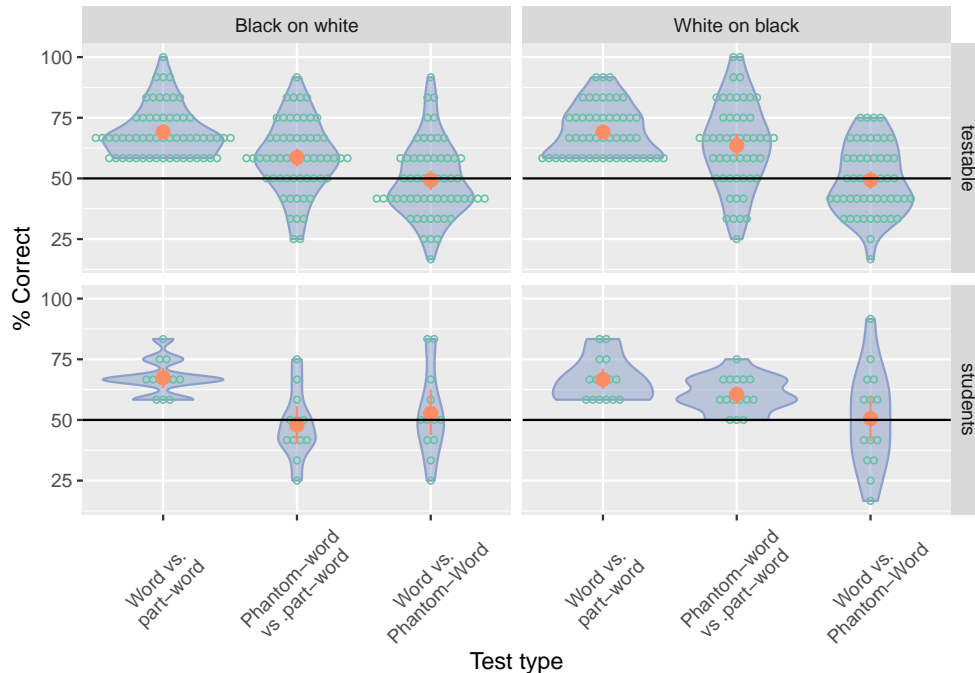 Black on white
White on black
% Correct
100
75
50
25
testable
100
75
50
25
students
Word vs.
part−word
Phantom−word
vs .part−word
Word vs.
Phantom−Word
Word vs.
part−word
Phantom−word
vs .part−word
Word vs.
Phantom−Word
Test type